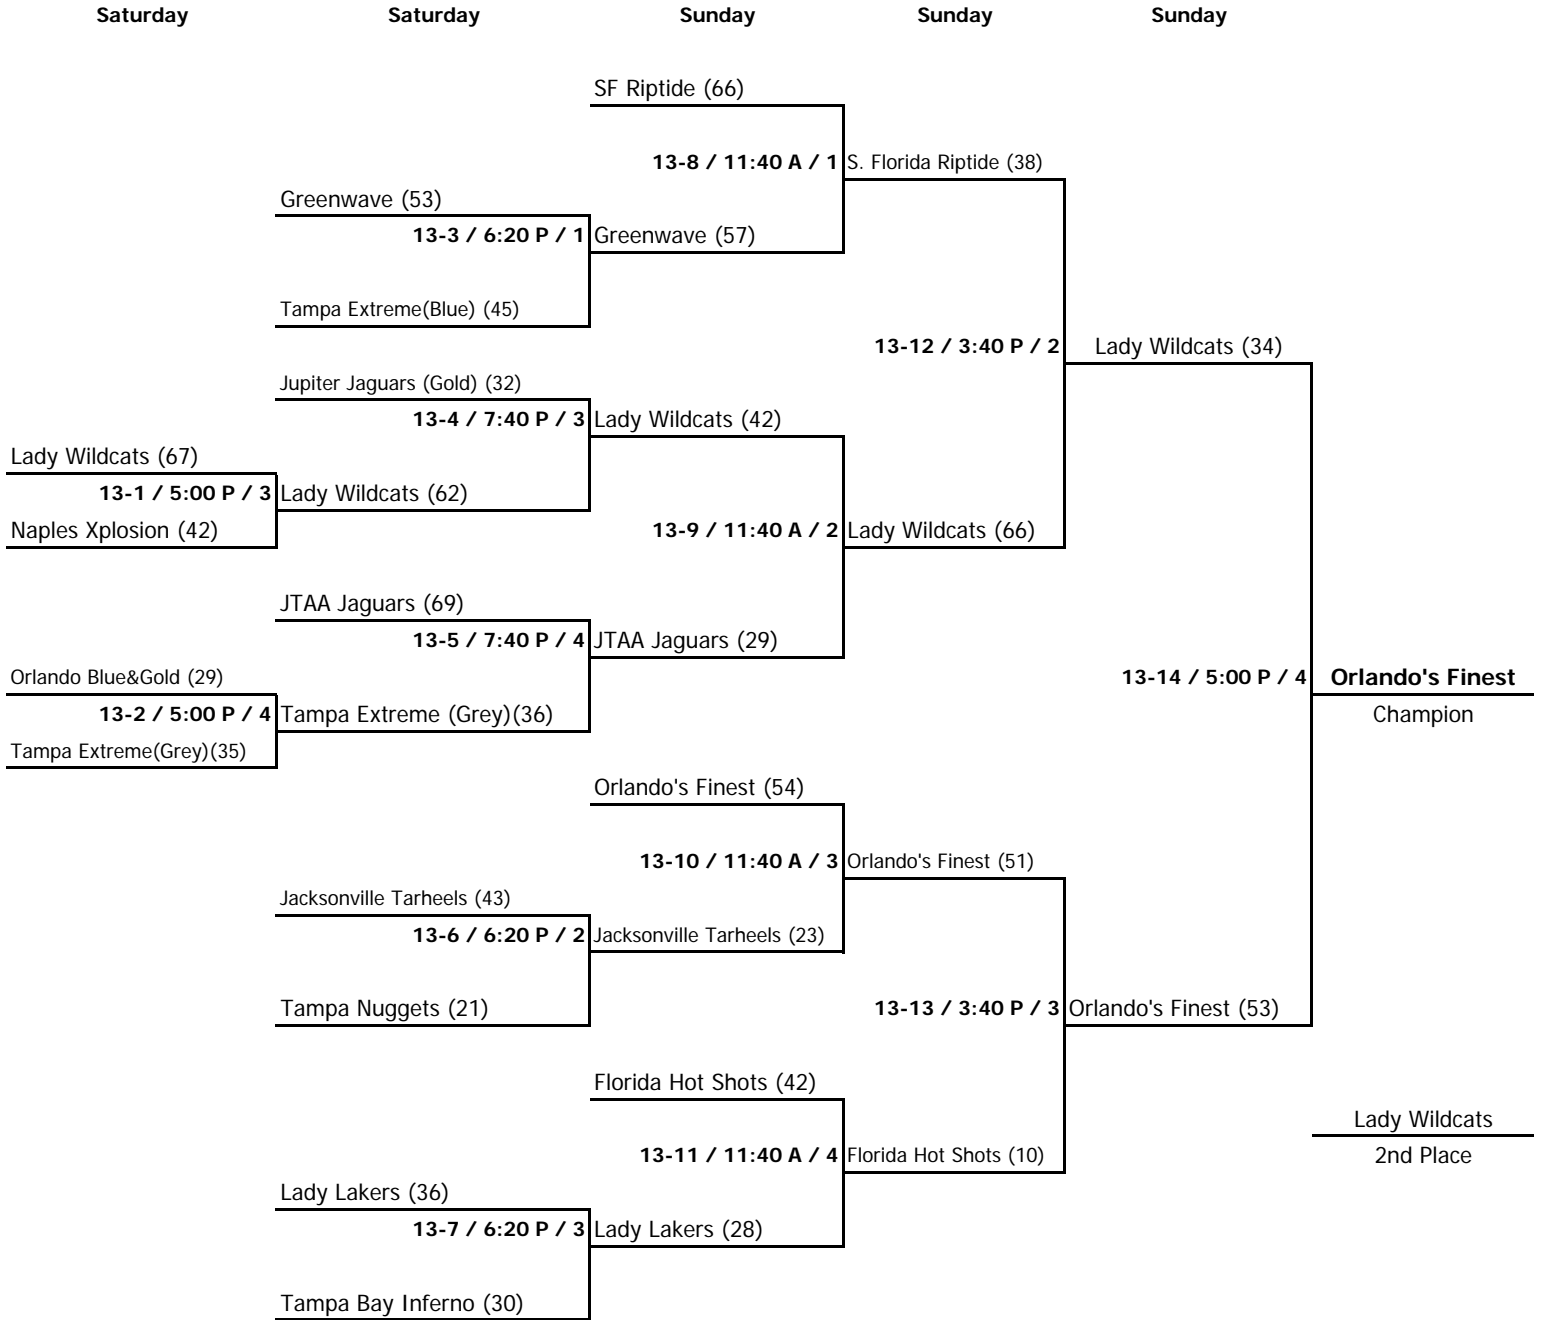 Saturday Saturday Sunday Sunday Sunday
SF Riptide (66)
13-8 / 11:40 A / 1 S. Florida Riptide (38)
Greenwave (53)
13-3 / 6:20 P / 1 Greenwave (57)
Tampa Extreme(Blue) (45)
13-12 / 3:40 P / 2 Lady Wildcats (34)
Jupiter Jaguars (Gold) (32)
13-4 / 7:40 P / 3 Lady Wildcats (42)
Lady Wildcats (67)
13-1 / 5:00 P / 3 Lady Wildcats (62)
Naples Xplosion (42) 13-9 / 11:40 A / 2 Lady Wildcats (66)
JTAA Jaguars (69)
13-5 / 7:40 P / 4 JTAA Jaguars (29)
Orlando Blue&Gold (29) 13-14 / 5:00 P / 4 Orlando's Finest
13-2 / 5:00 P / 4 Tampa Extreme (Grey)(36) Champion
Tampa Extreme(Grey)(35)
Orlando's Finest (54)
13-10 / 11:40 A / 3 Orlando's Finest (51)
Jacksonville Tarheels (43)
13-6 / 6:20 P / 2 Jacksonville Tarheels (23)
Tampa Nuggets (21) 13-13 / 3:40 P / 3 Orlando's Finest (53)
Florida Hot Shots (42)
Lady Wildcats
13-11 / 11:40 A / 4 Florida Hot Shots (10) 2nd Place
Lady Lakers (36)
13-7 / 6:20 P / 3 Lady Lakers (28)
Tampa Bay Inferno (30)